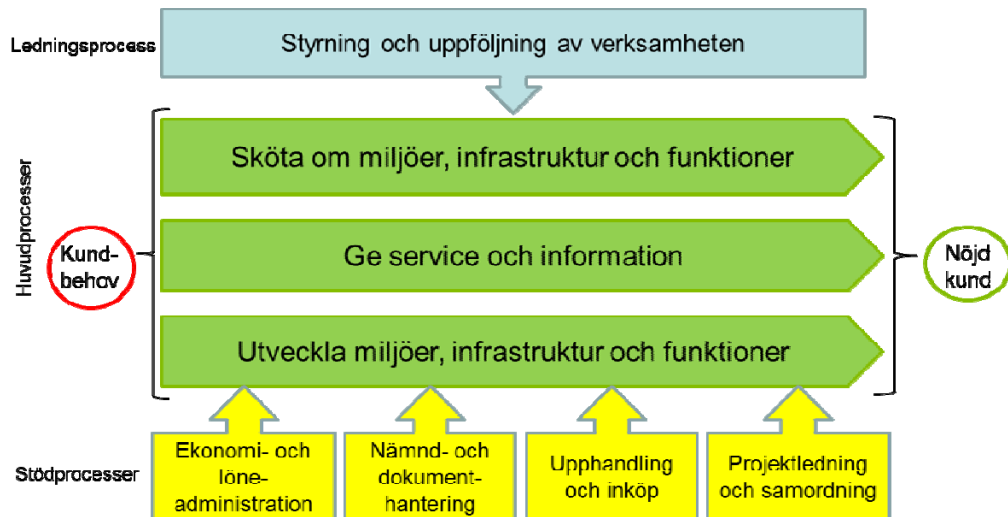 Ledningsprocess
Styrning och uppföljning av verksamheten
Huvudprocesser
Sköta om miljöer, infrastruktur och funktioner
Kund-
behov
Ge service och information
Nöjd
kund
Utveckla miljöer, infrastruktur och funktioner
Stödprocesser
Ekonomi- och
löne-
administration
Nämnd- och
dokument-
hantering
Upphandling
och inköp
Projektledning
och samordning